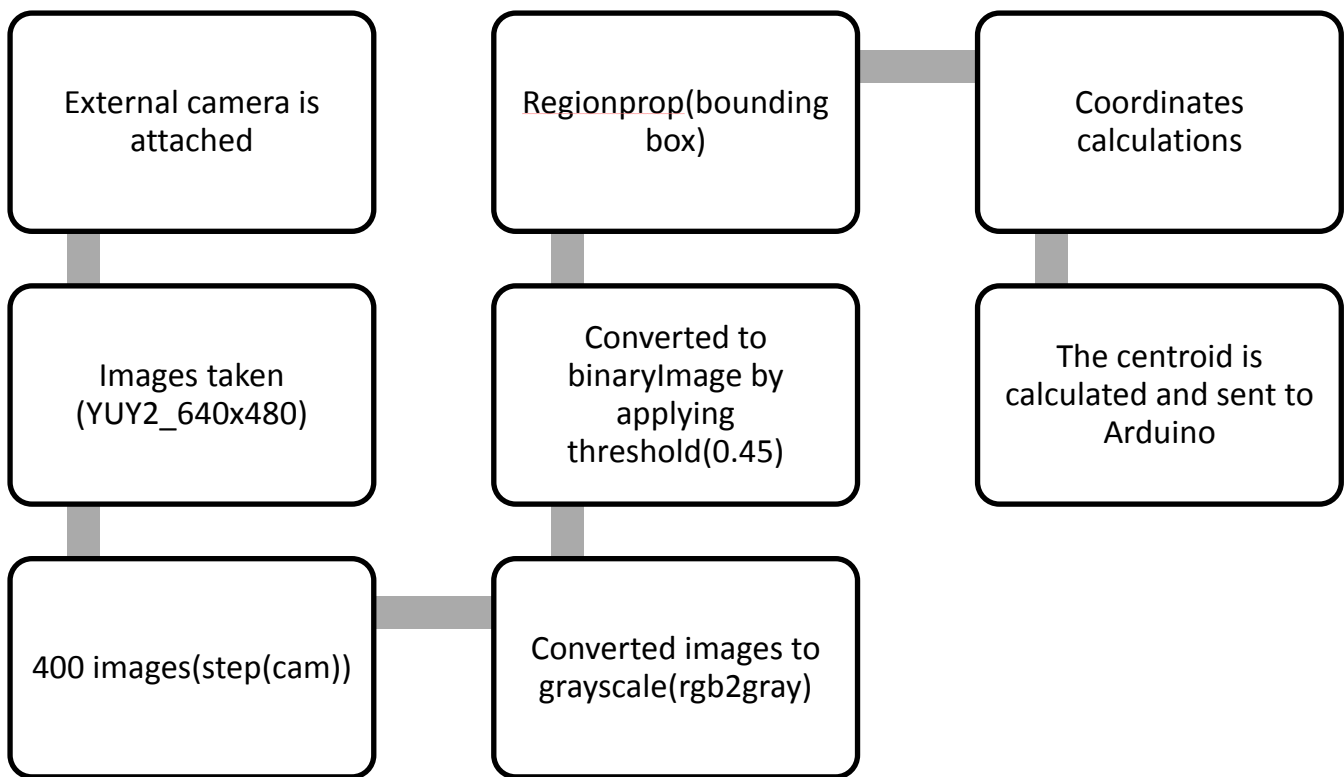 External camera is
attached
Images taken
(YUY2_640x480)
400 images(step(cam))
Converted images to
grayscale(rgb2gray)
Converted to
binaryImage by
applying
threshold(0.45)
Regionprop(bounding
box)
Coordinates
calculations
The centroid is
calculated and sent to
Arduino